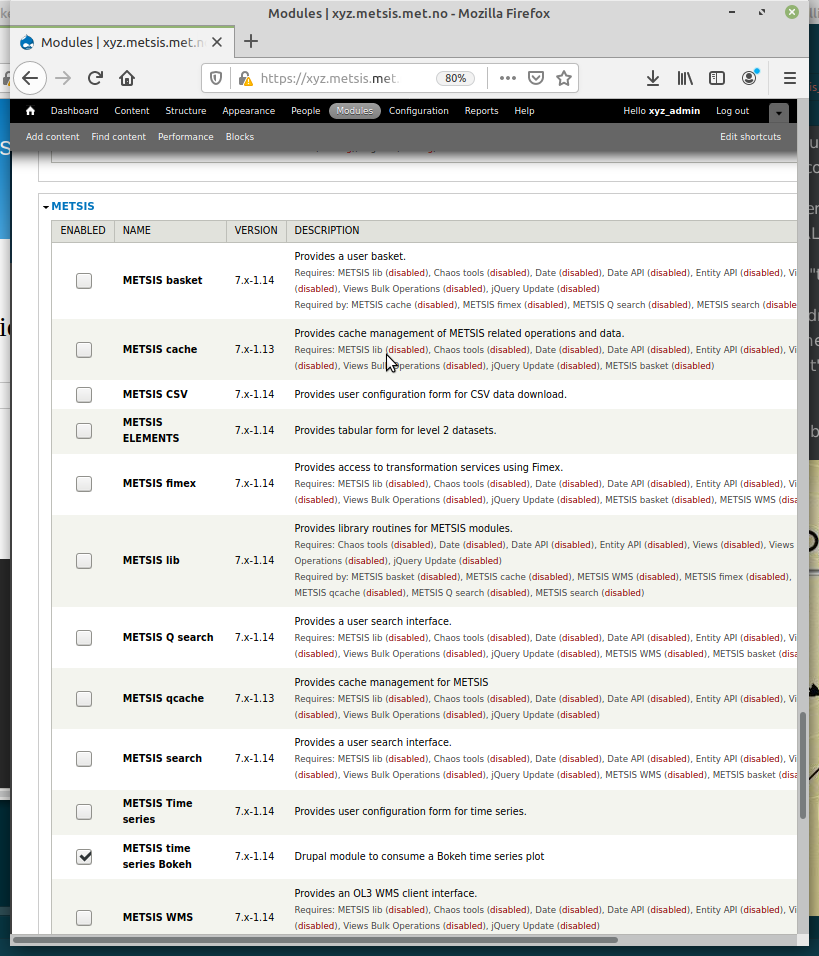 Modules | xyz.metsis.met.no - Mozilla Firefox
Modules | xyz.metsis.met.n
https://xyz.metsis.met.
80%
Dashboard Content Structure Appearance People Modules Configuration Reports Help Hello xyz_admin Log out
Add content Find content Performance Blocks Edit shortcuts
METSIS
ENABLED NAME VERSION DESCRIPTION
Provides a user basket.
METSIS basket 7.x-1.14
Requires: METSIS lib (disabled), Chaos tools (disabled), Date (disabled), Date API (disabled), Entity API (disabled), Vi
(disabled), Views Bulk Operations (disabled), jQuery Update (disabled)
Required by: METSIS cache (disabled), METSIS fimex (disabled), METSIS Q search (disabled), METSIS search (disable
Provides cache management of METSIS related operations and data.
METSIS cache 7.x-1.13
Requires: METSIS lib (disabled), Chaos tools (disabled), Date (disabled), Date API (disabled), Entity API (disabled), Vi
(disabled), Views Bulk Operations (disabled), jQuery Update (disabled), METSIS basket (disabled)
METSIS CSV 7.x-1.14 Provides user configuration form for CSV data download.
METSIS
ELEMENTS
7.x-1.14 Provides tabular form for level 2 datasets.
Provides access to transformation services using Fimex.
METSIS fimex 7.x-1.14
Requires: METSIS lib (disabled), Chaos tools (disabled), Date (disabled), Date API (disabled), Entity API (disabled), Vi
(disabled), Views Bulk Operations (disabled), jQuery Update (disabled), METSIS basket (disabled), METSIS WMS (disa
Provides library routines for METSIS modules.
METSIS lib 7.x-1.14
Requires: Chaos tools (disabled), Date (disabled), Date API (disabled), Entity API (disabled), Views (disabled), Views
Operations (disabled), jQuery Update (disabled)
Required by: METSIS basket (disabled), METSIS cache (disabled), METSIS WMS (disabled), METSIS fimex (disabled),
METSIS qcache (disabled), METSIS Q search (disabled), METSIS search (disabled)
Provides a user search interface.
METSIS Q search 7.x-1.14
Requires: METSIS lib (disabled), Chaos tools (disabled), Date (disabled), Date API (disabled), Entity API (disabled), Vi
(disabled), Views Bulk Operations (disabled), jQuery Update (disabled), METSIS WMS (disabled), METSIS basket (disa
Provides cache management for METSIS
METSIS qcache 7.x-1.13
Requires: METSIS lib (disabled), Chaos tools (disabled), Date (disabled), Date API (disabled), Entity API (disabled), Vi
(disabled), Views Bulk Operations (disabled), jQuery Update (disabled)
Provides a user search interface.
METSIS search 7.x-1.14
Requires: METSIS lib (disabled), Chaos tools (disabled), Date (disabled), Date API (disabled), Entity API (disabled), Vi
(disabled), Views Bulk Operations (disabled), jQuery Update (disabled), METSIS WMS (disabled), METSIS basket (disa
METSIS Time
series
7.x-1.14 Provides user configuration form for time series.
METSIS time
series Bokeh
7.x-1.14 Drupal module to consume a Bokeh time series plot
Provides an OL3 WMS client interface.
METSIS WMS 7.x-1.14
Requires: METSIS lib (disabled), Chaos tools (disabled), Date (disabled), Date API (disabled), Entity API (disabled), Vi
(disabled), Views Bulk Operations (disabled), jQuery Update (disabled)